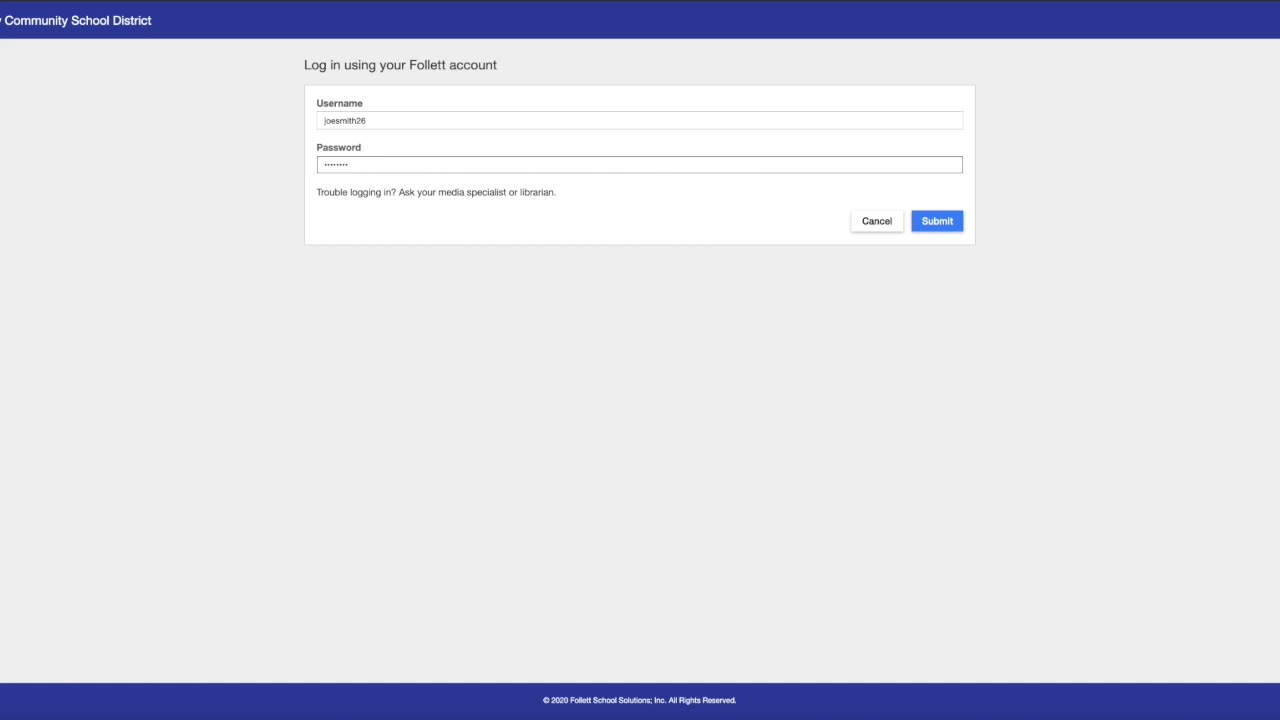 Community School District
Log in using your Follett account
Username
joesmith26
Password
••••••••
Trouble logging in? Ask your media specialist or librarian.
Cancel
Submit
© 2020 Follett School Solutions; Inc. All Rights Reserved.